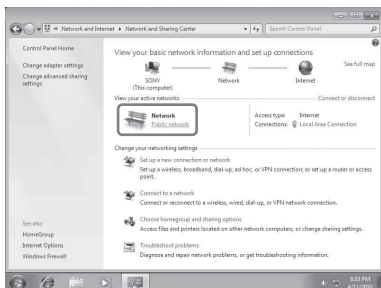 « Network and Internet ▸ Network and Sharing Center
Search Control Panel
Control Panel Home
Change adapter settings
Change advanced sharing
settings
View your basic network information and set up connections
See full map
SONY
(This computer)
Network
Internet
View your active networks
Connect or disconnect
Network
Public network
Access type: Internet
Connections: Local Area Connection
Change your networking settings
Set up a new connection or network
Set up a wireless, broadband, dial-up, ad hoc, or VPN connection; or set up a router or access
point.
Connect to a network
Connect or reconnect to a wireless, wired, dial-up, or VPN network connection.
Choose homegroup and sharing options
Access files and printers located on other network computers, or change sharing settings.
Troubleshoot problems
Diagnose and repair network problems, or get troubleshooting information.
See also
HomeGroup
Internet Options
Windows Firewall
6:33 PM
4/12/2010